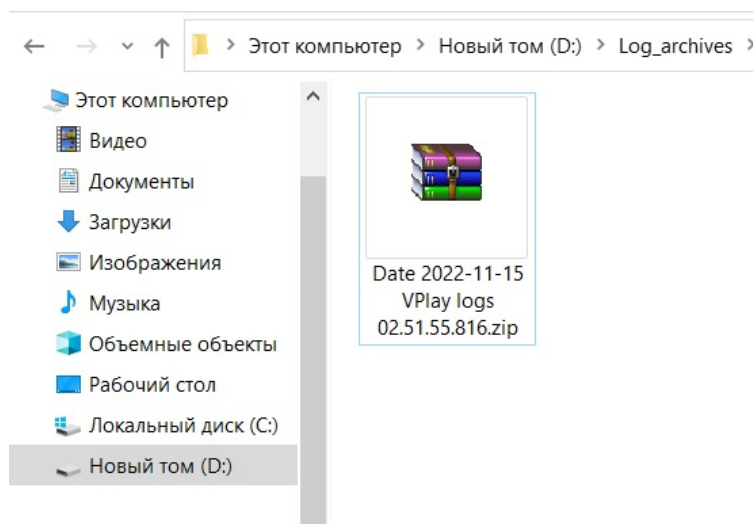 Этот компьютер > Новый том (D:) > Log_archives >
Этот компьютер
Видео
Документы
Загрузки
Изображения
Музыка
Объемные объекты
Рабочий стол
Локальный диск (C:)
Новый том (D:)
Date 2022-11-15
VPlay logs
02.51.55.816.zip